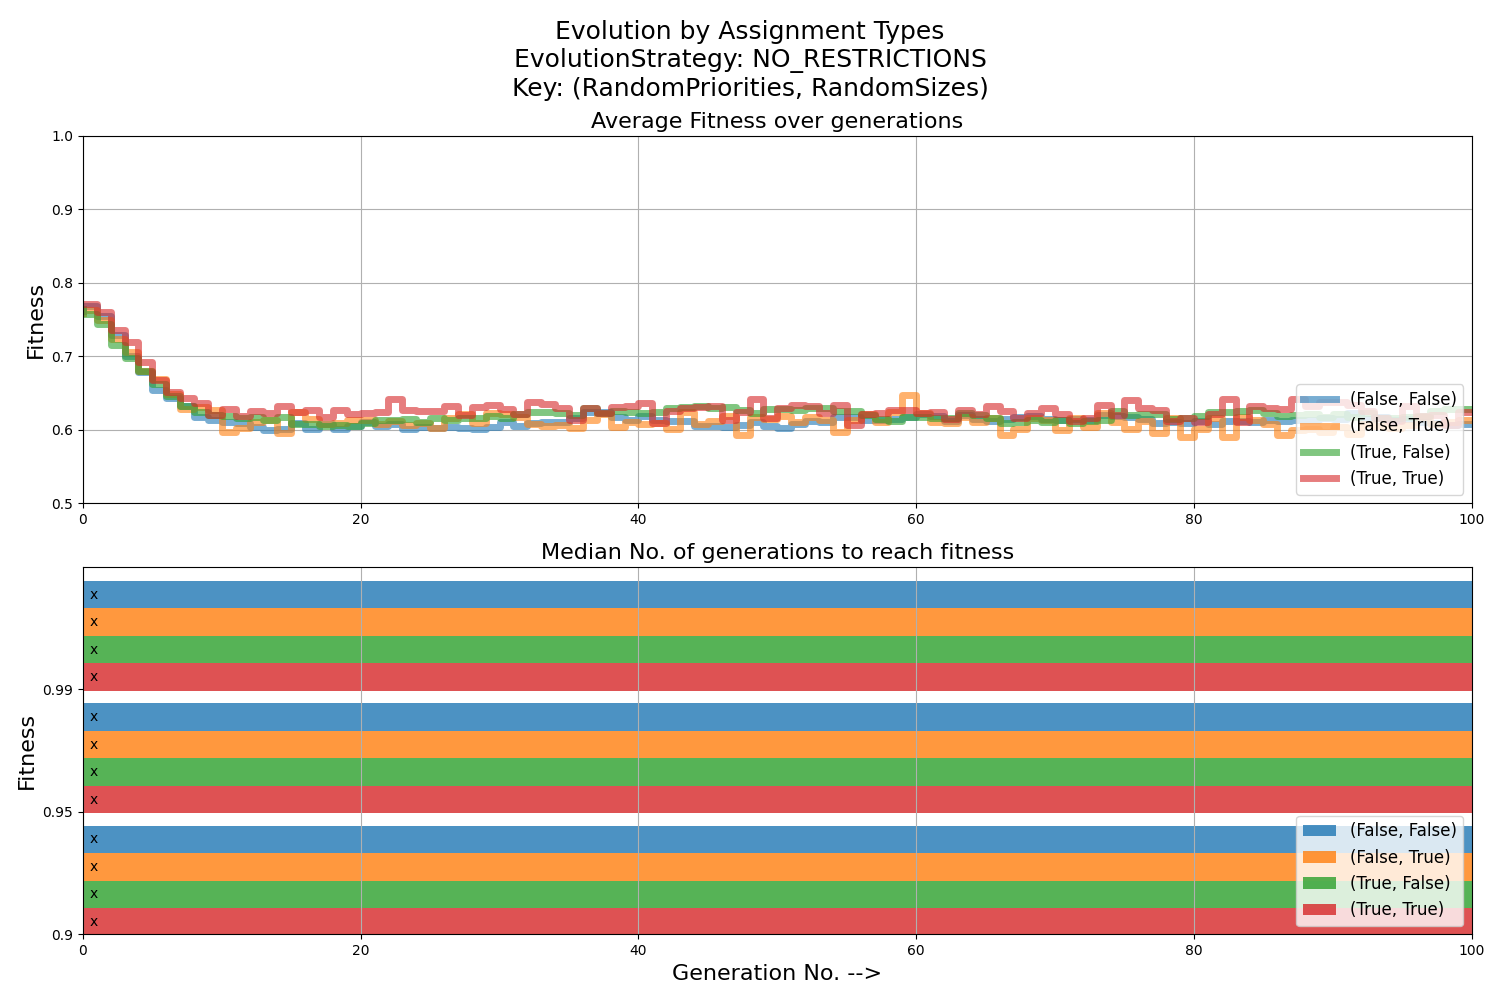 Evolution by Assignment Types
EvolutionStrategy: NO_RESTRICTIONS
Key: (RandomPriorities, RandomSizes)
Average Fitness over generations
1.0
0.9
0.8
0.7
0.6
0.5
Fitness
0 20 40 60 80 100
(False, False)
(False, True)
(True, False)
(True, True)
Median No. of generations to reach fitness
x
x
x
x
0.99
x
x
x
x
0.95
x
x
x
x
0.9
Fitness
(False, False)
(False, True)
(True, False)
(True, True)
0 20 40 60 80 100
Generation No. -->